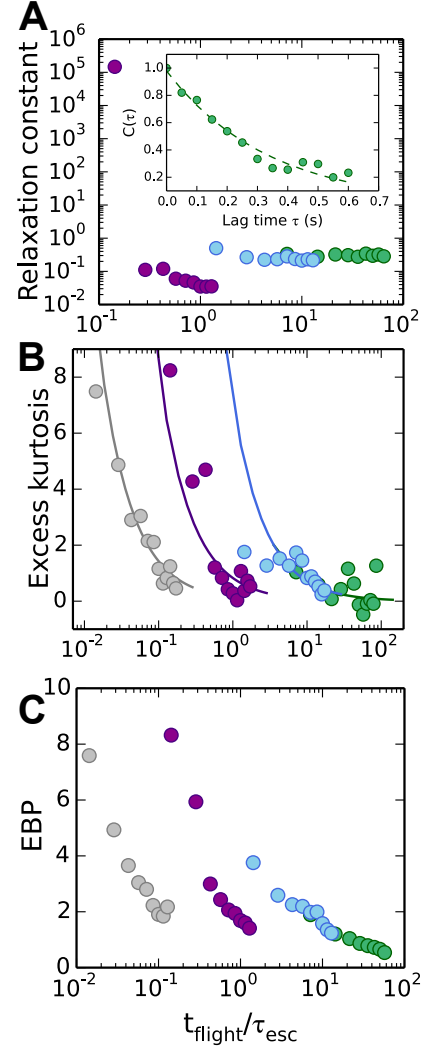 A
Relaxation constant
10^6
10^5
10^4
10^3
10^2
10^1
10^0
10^-1
10^-2
10^-1 10^0 10^1 10^2
C(τ)
1.0
0.8
0.6
0.4
0.2
0.0 0.1 0.2 0.3 0.4 0.5 0.6 0.7
Lag time τ (s)
B
Excess kurtosis
8
6
4
2
0
10^-2 10^-1 10^0 10^1 10^2
C
EBP
10
8
6
4
2
0
10^-2 10^-1 10^0 10^1 10^2
t_flight/τ_esc